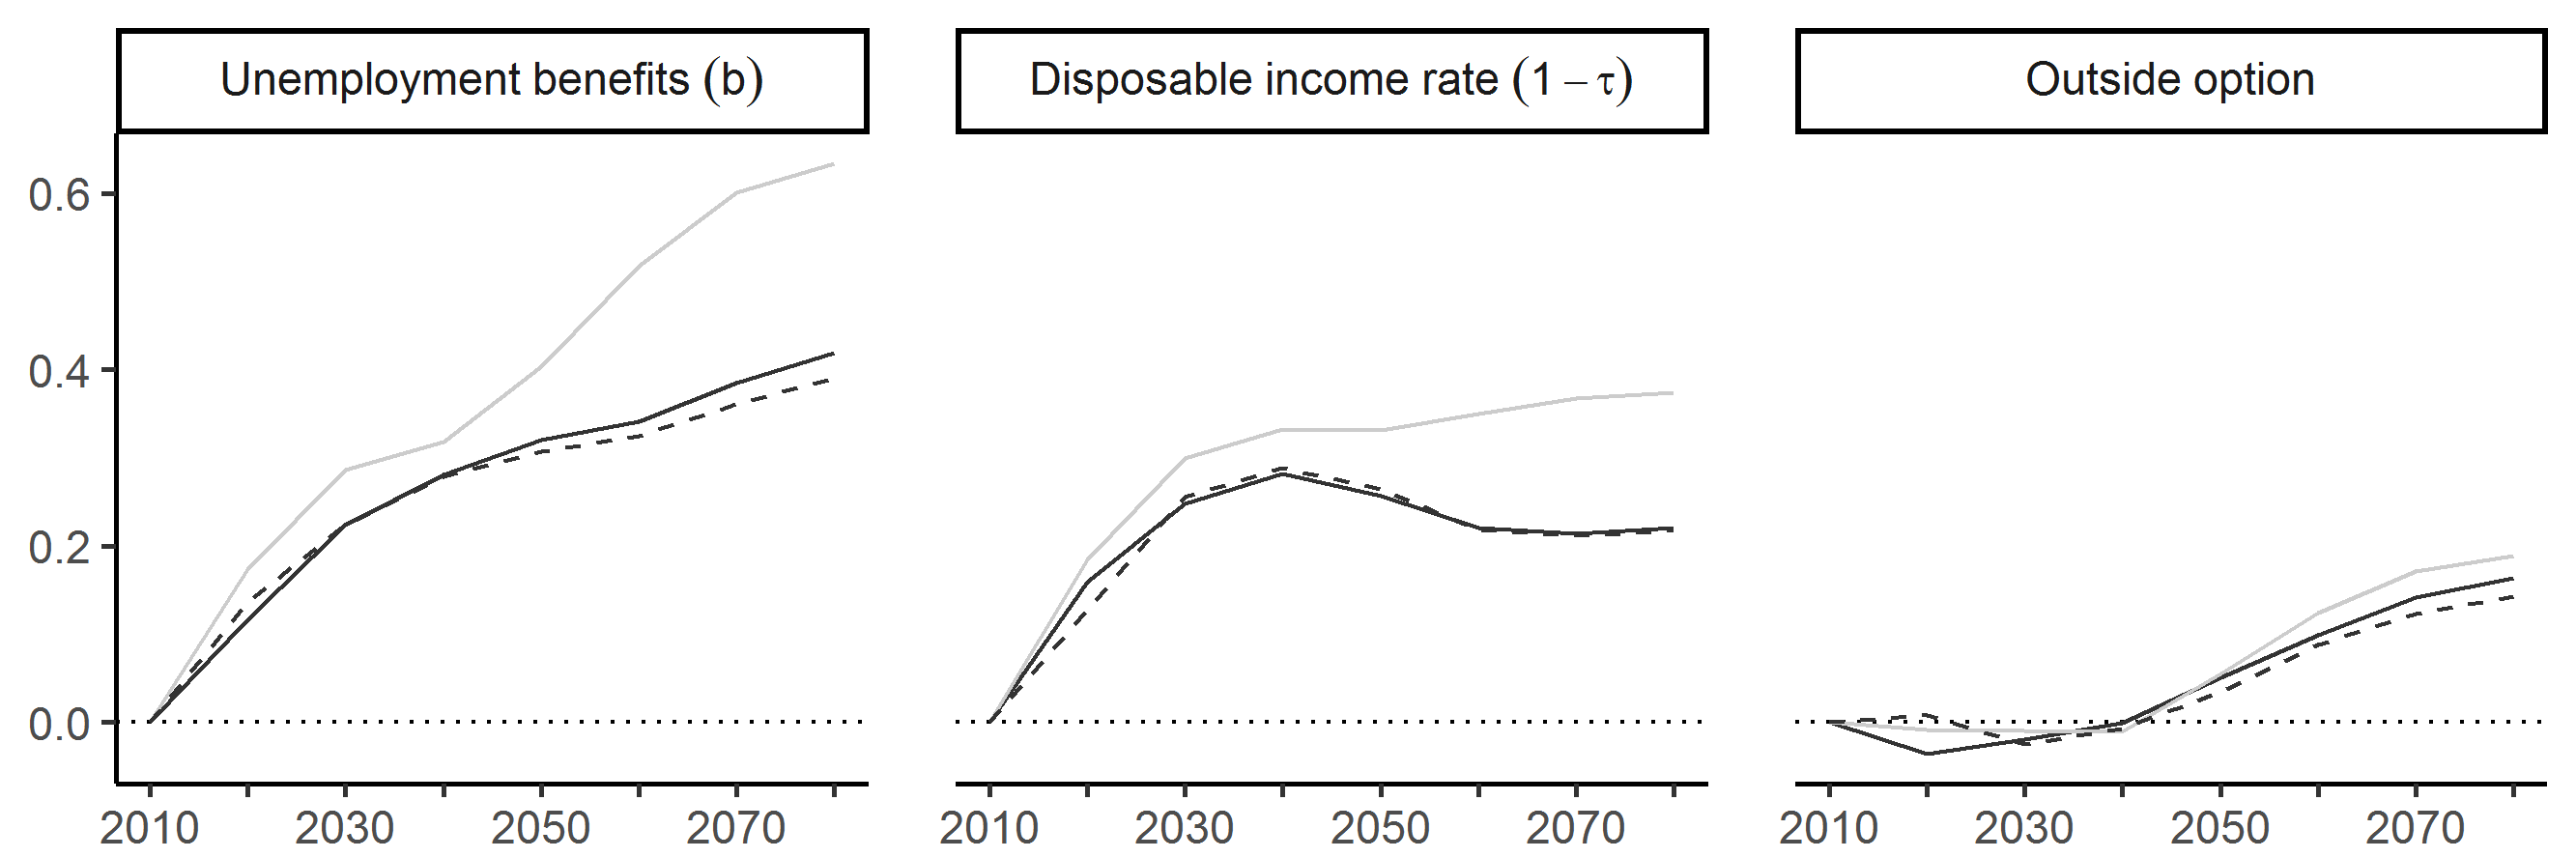 Unemployment benefits (b)
Disposable income rate (1 – τ)
Outside option
0.6
0.4
0.2
0.0
2010 2030 2050 2070
2010 2030 2050 2070
2010 2030 2050 2070